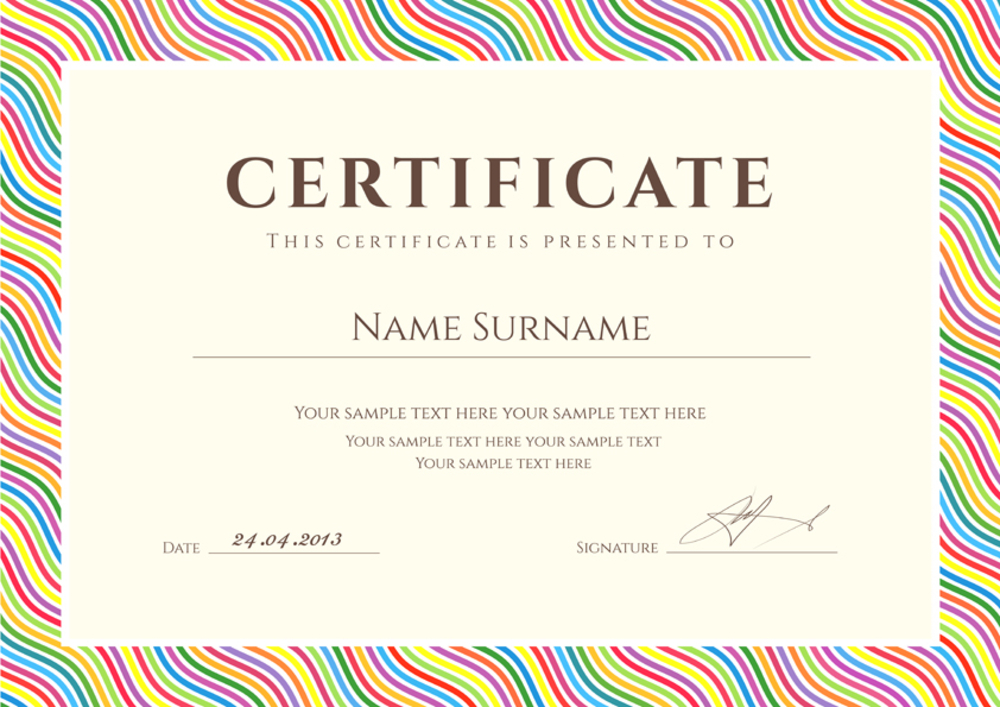 CERTIFICATE
THIS CERTIFICATE IS PRESENTED TO
NAME SURNAME
YOUR SAMPLE TEXT HERE YOUR SAMPLE TEXT HERE
YOUR SAMPLE TEXT HERE YOUR SAMPLE TEXT
YOUR SAMPLE TEXT HERE
DATE 24.04.2013 SIGNATURE